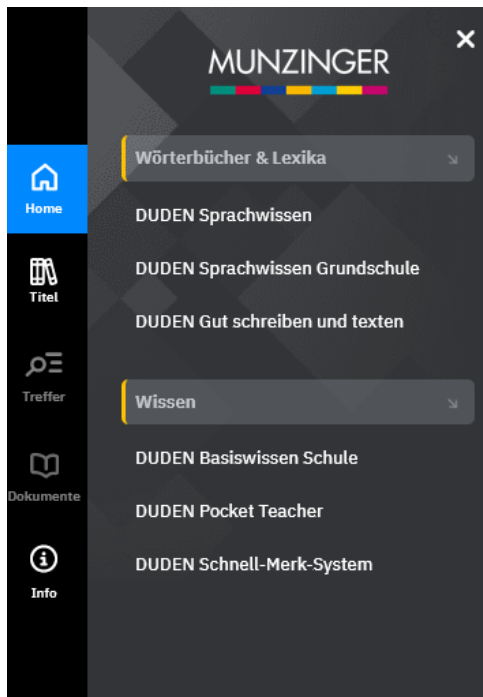 MUNZINGER
Home
Titel
Treffer
Dokumente
Info
Wörterbücher & Lexika
DUDEN Sprachwissen
DUDEN Sprachwissen Grundschule
DUDEN Gut schreiben und texten
Wissen
DUDEN Basiswissen Schule
DUDEN Pocket Teacher
DUDEN Schnell-Merk-System